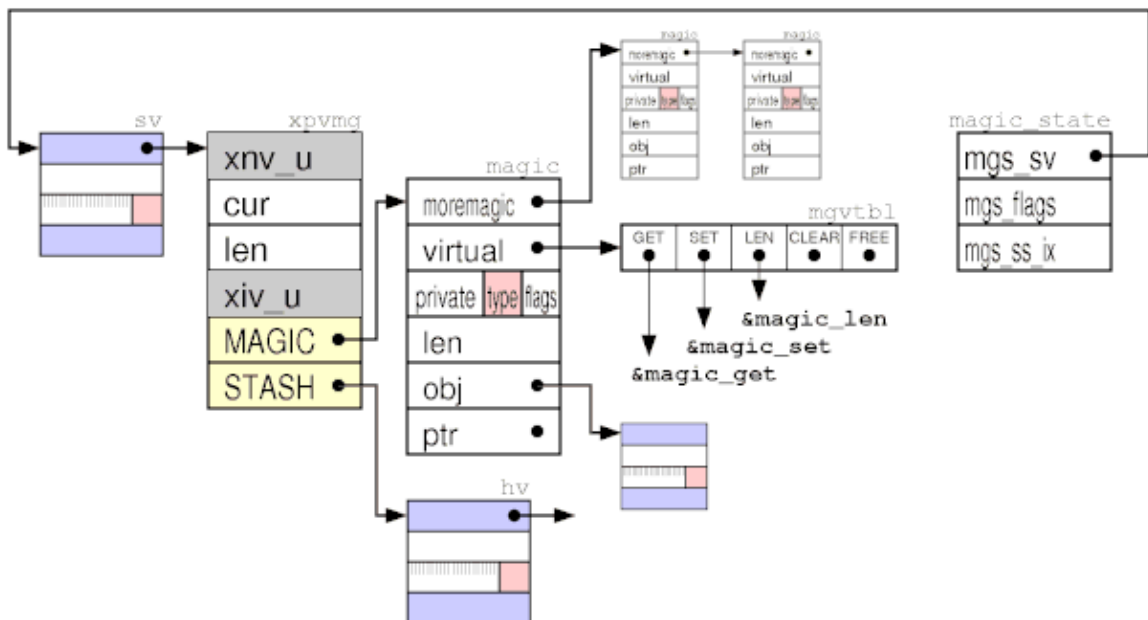 magic
moremagic
virtual
private type flags
len
obj
ptr
magic
moremagic
virtual
private type flags
len
obj
ptr
sv
xpvmg
xnv_u
cur
len
xiv_u
MAGIC
STASH
magic
moremagic
virtual
private type flags
len
obj
ptr
mgvtbl
GET SET LEN CLEAR FREE
&magic_len
&magic_set
&magic_get
magic_state
mgs_sv
mgs_flags
mgs_ss_ix
hv